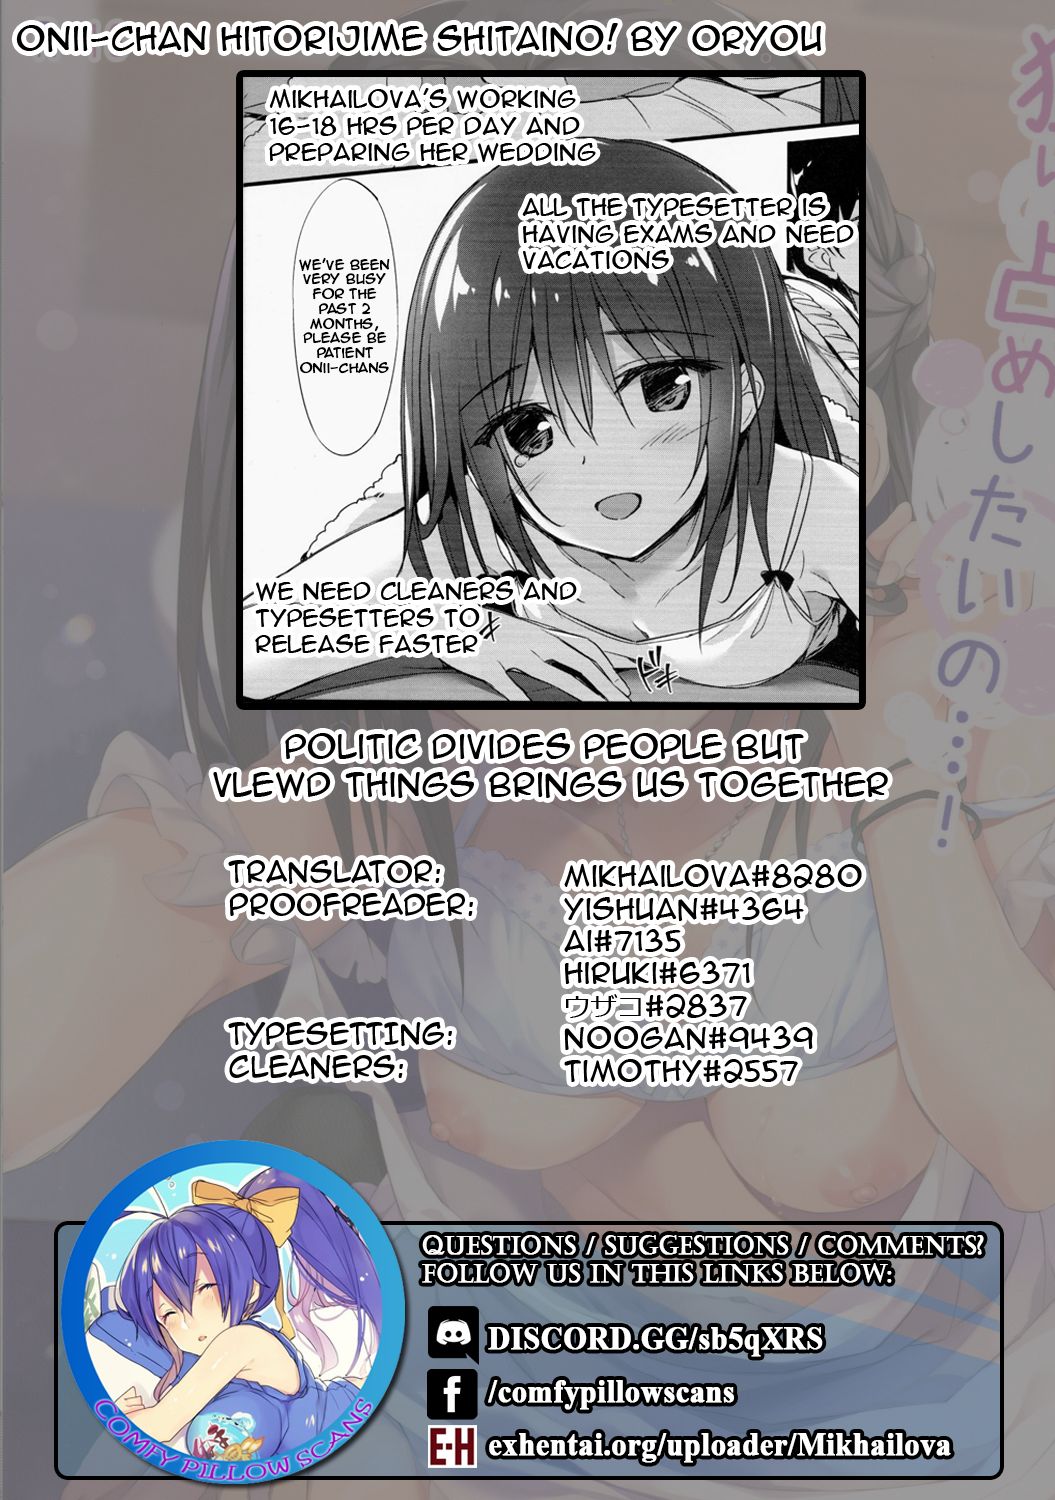 ONII-CHAN HITORIJIME SHITAINO! BY ORYOU
MIKHAILOVA'S WORKING
16-18 HRS PER DAY AND
PREPARING HER WEDDING
ALL THE TYPESETTER IS
HAVING EXAMS AND NEED
VACATIONS
WE'VE BEEN
VERY BUSY
FOR THE
PAST 2
MONTHS,
PLEASE BE
PATIENT
ONII-CHANS
WE NEED CLEANERS AND
TYPESETTERS TO
RELEASE FASTER
ドキ
独り占めしたいの……!
POLITIC DIVIDES PEOPLE BUT
VLEWD THINGS BRINGS US TOGETHER
TRANSLATOR: MIKHAILOVA#8280
PROOFREADER: YISHUAN#4364
AI#7135
HIRUKI#6371
ウザコ#2837
TYPESETTING: NOOGAN#9439
CLEANERS: TIMOTHY#2557
COMFY PILLOW SCANS
QUESTIONS / SUGGESTIONS / COMMENTS?
FOLLOW US IN THIS LINKS BELOW:
DISCORD.GG/sb5qXRS
f /comfypillowscans
E-H exhentai.org/uploader/Mikhailova